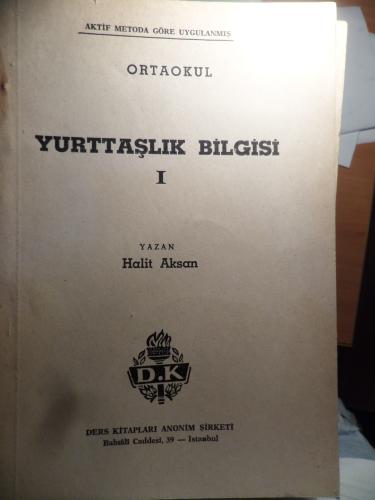 AKTİF METODA GÖRE UYGULANMIŞ
ORTAOKUL
YURTTAŞLIK BİLGİSİ
I
YAZAN
Halit Aksan
D.K
DERS KİTAPLARI ANONİM ŞİRKETİ
Babıâli Caddesi, 39 — İstanbul